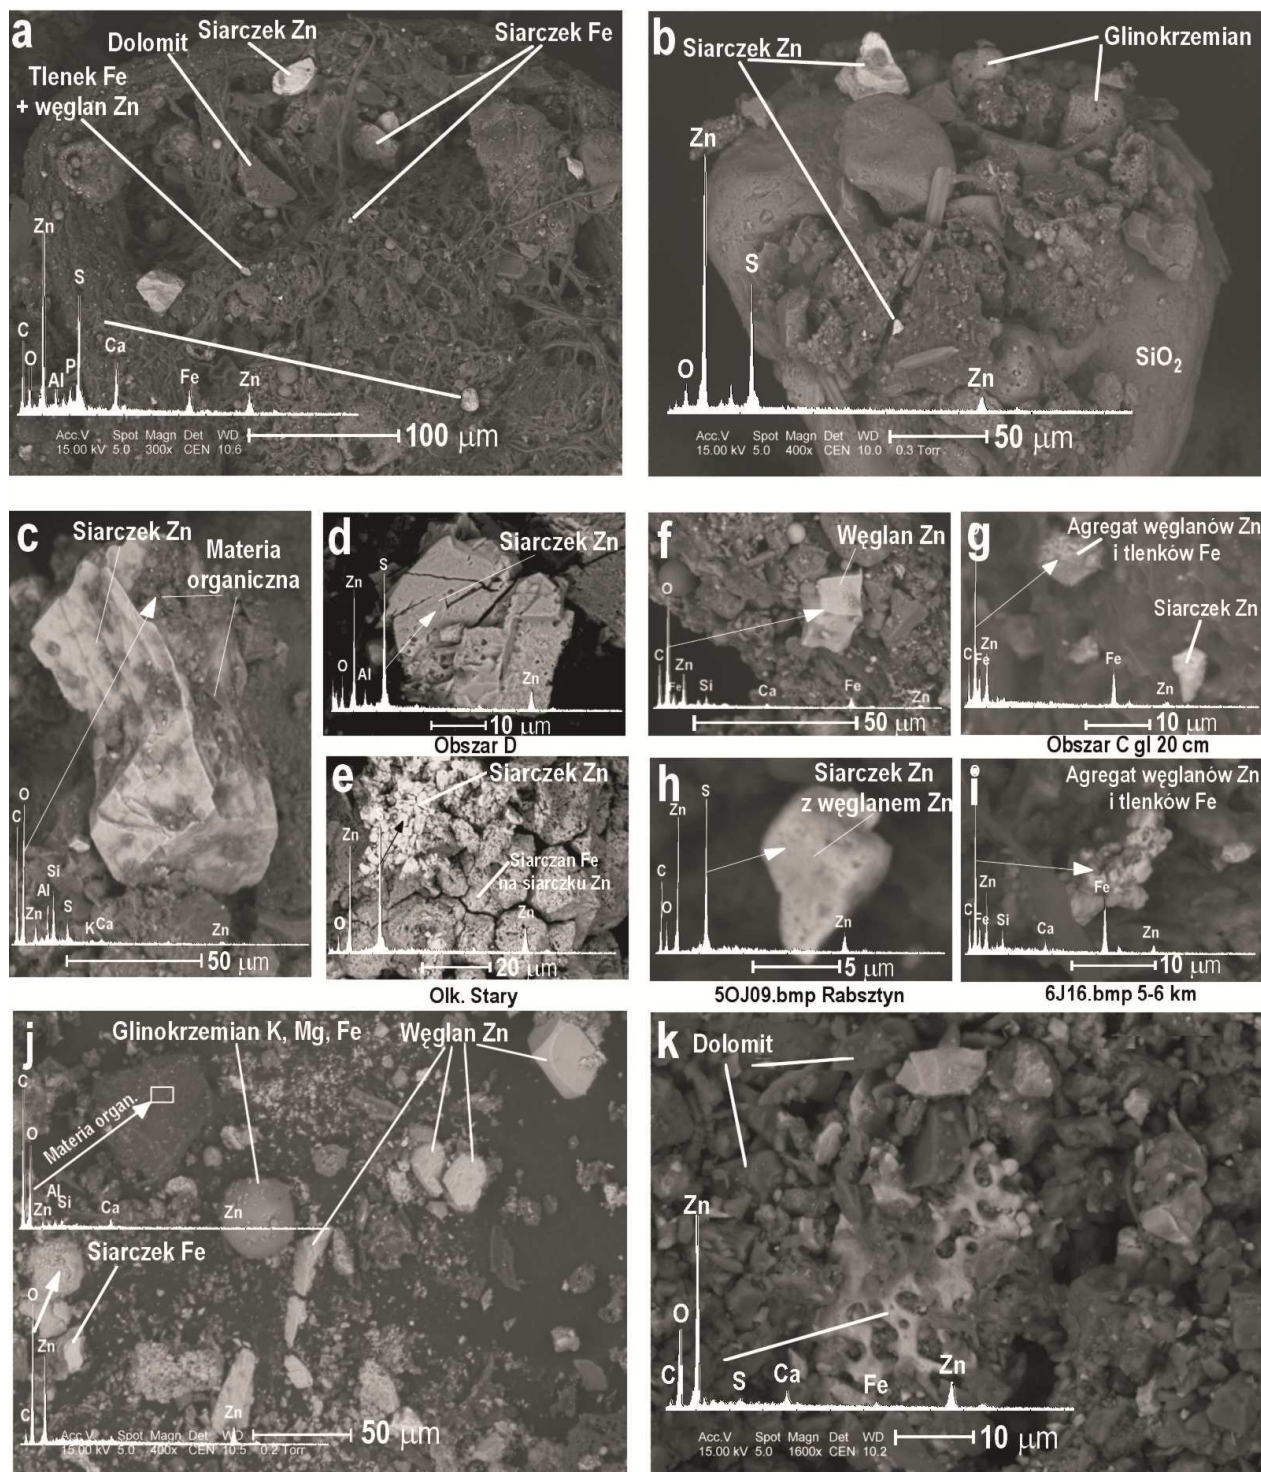 a
Siarczek Zn
Siarczek Fe
Dolomit
Tlenek Fe
+ węglan Zn
Zn
S
C
O
Al
P
Ca
Fe
Zn
Acc.V Spot Magn Det WD
15.00 kV 5.0 300x CEN 10.6
100 µm
b
Siarczek Zn
Glinokrzemian
Zn
S
O
Zn
SiO2
Acc.V Spot Magn Det WD
15.00 kV 5.0 400x CEN 10.0 0.3 Torr
50 µm
c
Siarczek Zn
Materia
organiczna
O
C
Si
Al
Zn
S
K
Ca
Zn
50 µm
d
Siarczek Zn
S
Zn
O
Al
Zn
10 µm
Obszar D
e
Siarczek Zn
Zn
Siarczan Fe
na siarczku Zn
O
Zn
20 µm
Olk. Stary
f
Węglan Zn
O
C
Zn
Fe
Si
Ca
Fe
Zn
50 µm
g
Agregat węglanów Zn
i tlenków Fe
Siarczek Zn
C
Zn
Fe
Fe
Zn
10 µm
Obszar C gl 20 cm
h
Siarczek Zn
z węglanem Zn
S
Zn
C
O
Zn
5 µm
5OJ09.bmp Rabsztyn
i
Agregat węglanów Zn
i tlenków Fe
Zn
C
Fe
Si
Ca
Fe
Zn
10 µm
6J16.bmp 5-6 km
j
Glinokrzemian K, Mg, Fe
Węglan Zn
C
O
Materia organ.
Al
Zn
Si
Ca
Zn
Siarczek Fe
O
Zn
C
Zn
Acc.V Spot Magn Det WD
15.00 kV 5.0 400x CEN 10.5 0.2 Torr
50 µm
k
Dolomit
Zn
O
C
S
Ca
Fe
Zn
Acc.V Spot Magn Det WD
15.00 kV 5.0 1600x CEN 10.2
10 µm